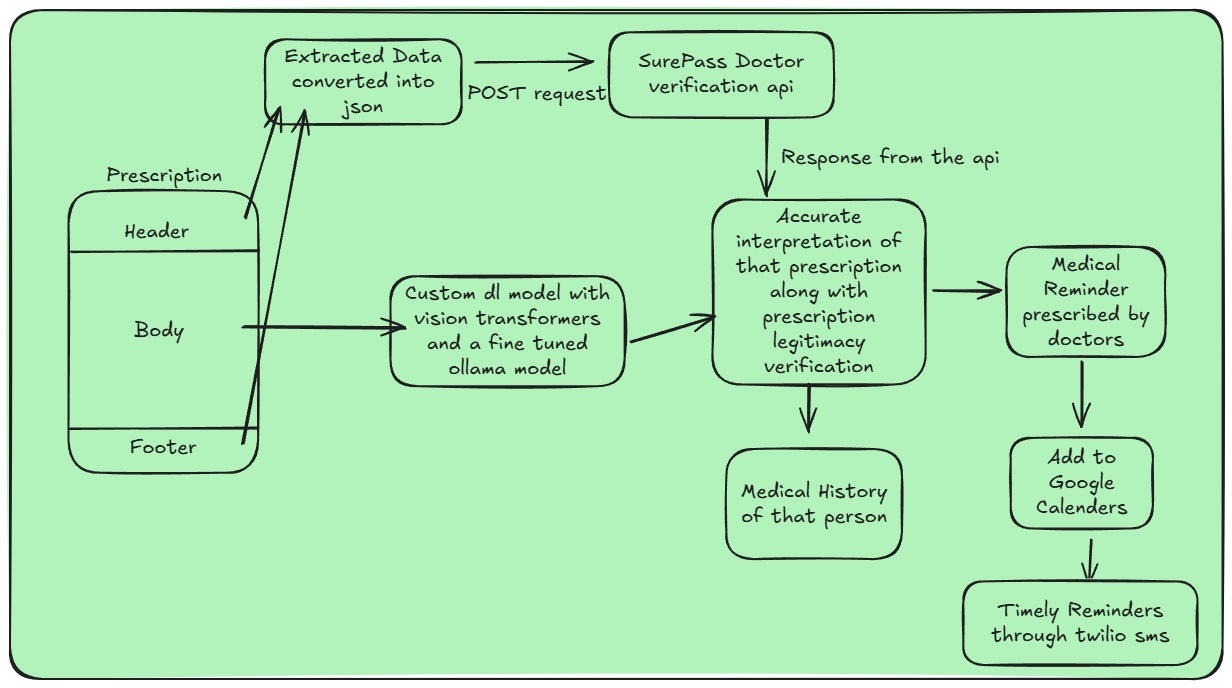 Extracted Data
converted into
json
POST request
SurePass Doctor
verification api
Response from the api
Prescription
Header
Body
Footer
Custom dl model with
vision transformers
and a fine tuned
ollama model
Accurate
interpretation of
that prescription
along with
prescription
legitimacy
verification
Medical
Reminder
prescribed by
doctors
Medical History
of that person
Add to
Google
Calenders
Timely Reminders
through twilio sms